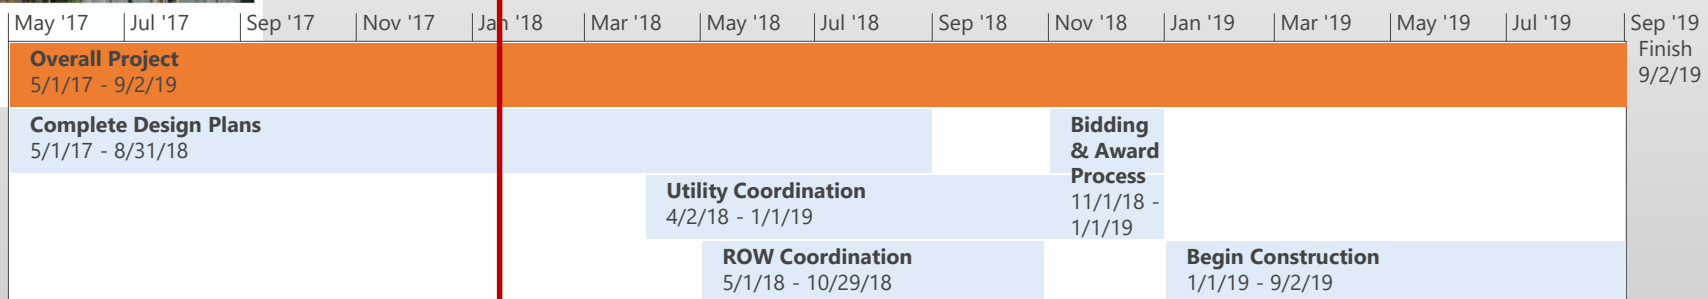 May '17 Jul '17 Sep '17 Nov '17 Jan '18 Mar '18 May '18 Jul '18 Sep '18 Nov '18 Jan '19 Mar '19 May '19 Jul '19 Sep '19
Overall Project
5/1/17 - 9/2/19
Finish
9/2/19
Complete Design Plans
5/1/17 - 8/31/18
Bidding
& Award
Process
11/1/18 -
1/1/19
Utility Coordination
4/2/18 - 1/1/19
ROW Coordination
5/1/18 - 10/29/18
Begin Construction
1/1/19 - 9/2/19